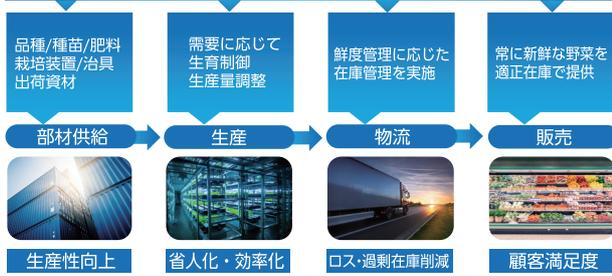 品種/種苗/肥料
栽培装置/治具
出荷資材
需要に応じて
生育制御
生産量調整
鮮度管理に応じた
在庫管理を実施
常に新鮮な野菜を
適正在庫で提供
部材供給
生産
物流
販売
生産性向上
省人化・効率化
ロス・過剰在庫削減
顧客満足度